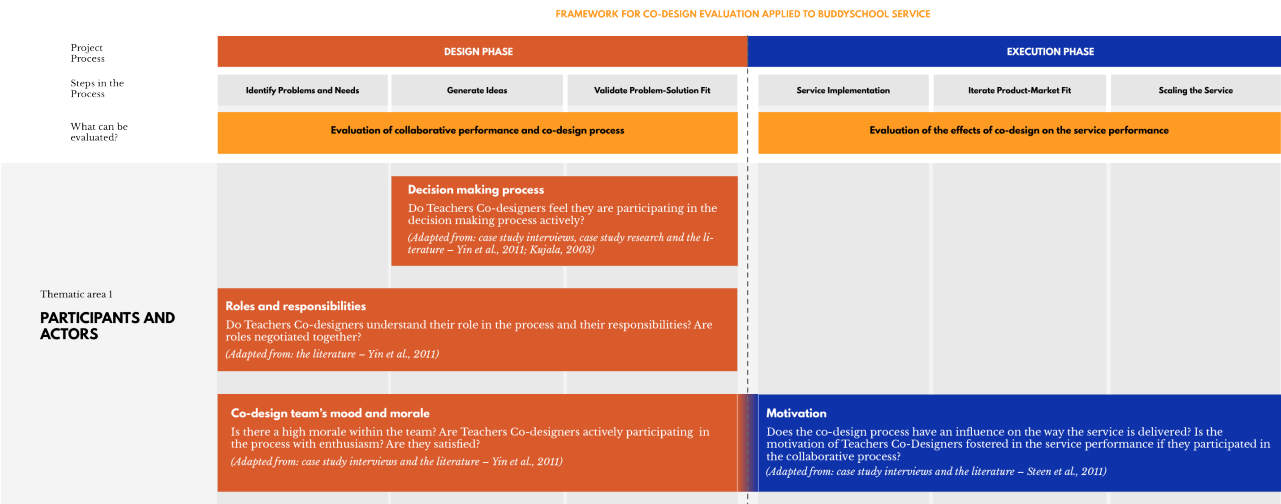 FRAMEWORK FOR CO-DESIGN EVALUATION APPLIED TO BUDDYSCHOOL SERVICE
Project
Process
DESIGN PHASE
EXECUTION PHASE
Steps in the
Process
Identify Problems and Needs
Generate Ideas
Validate Problem-Solution Fit
Service Implementation
Iterate Product-Market Fit
Scaling the Service
What can be
evaluated?
Evaluation of collaborative performance and co-design process
Evaluation of the effects of co-design on the service performance
Thematic area 1
PARTICIPANTS AND
ACTORS
Decision making process
Do Teachers Co-designers feel they are participating in the
decision making process actively?
(Adapted from: case study interviews, case study research and the li-
terature – Yin et al., 2011; Kujala, 2003)
Roles and responsibilities
Do Teachers Co-designers understand their role in the process and their responsibilities? Are
roles negotiated together?
(Adapted from: the literature – Yin et al., 2011)
Co-design team's mood and morale
Is there a high morale within the team? Are Teachers Co-designers actively participating in
the process with enthusiasm? Are they satisfied?
(Adapted from: case study interviews and the literature – Yin et al., 2011)
Motivation
Does the co-design process have an influence on the way the service is delivered? Is the
motivation of Teachers Co-Designers fostered in the service performance if they participated in
the collaborative process?
(Adapted from: case study interviews and the literature – Steen et al., 2011)